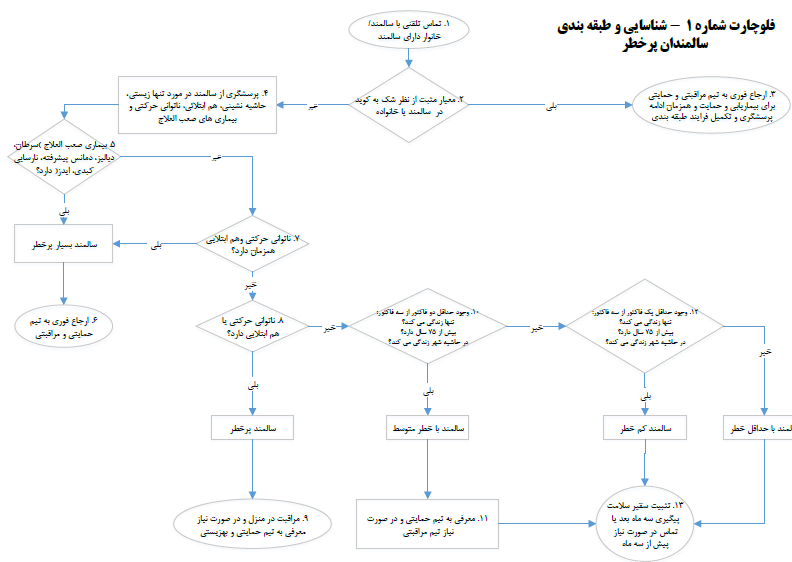 فلوچارت شماره ۱ – شناسایی و طبقه بندی
سالمندان پرخطر
۱. تماس تلفنی با سالمند/
خانوار دارای سالمند
۲. معیار مثبت از نظر شک به کوید
در سالمند یا خانواده
بلی
خیر
۳. ارجاع فوری به تیم مراقبتی و حمایتی
برای بیماریابی و حمایت و همزمان ادامه
پرسشگری و تکمیل فرایند طبقه بندی
۴. پرسشگری از سالمند در مورد تنها زیستی،
حاشیه نشینی، هم ابتلائی، ناتوانی حرکتی و
بیماری های صعب العلاج
۵. بیماری صعب العلاج )سرطان،
دیالیز، دمانس پیشرفته، نارسایی
کبدی، ایدز( دارد؟
خیر
بلی
سالمند بسیار پرخطر
۶. ارجاع فوری به تیم
حمایتی و مراقبتی
۷. ناتوانی حرکتی وهم ابتلایی
همزمان دارد؟
بلی
خیر
۸. ناتوانی حرکتی یا
هم ابتلایی دارد؟
خیر
بلی
سالمند پرخطر
۹. مراقبت در منزل و در صورت نیاز
معرفی به تیم حمایتی و بهزیستی
۱۰. وجود حداقل دو فاکتور از سه فاکتور:
تنها زندگی می کند؟
بیش از ۷۵ سال دارد؟
در حاشیه شهر زندگی می کند؟
خیر
بلی
سالمند با خطر متوسط
۱۱. معرفی به تیم حمایتی و در صورت
نیاز تیم مراقبتی
۱۲. وجود حداقل یک فاکتور از سه فاکتور:
تنها زندگی می کند؟
بیش از ۷۵ سال دارد؟
در حاشیه شهر زندگی می کند؟
خیر
بلی
سالمند کم خطر
سالمند با حداقل خطر
۱۳. تثبیت سفیر سلامت
پیگیری سه ماه بعد یا
تماس در صورت نیاز
پیش از سه ماه